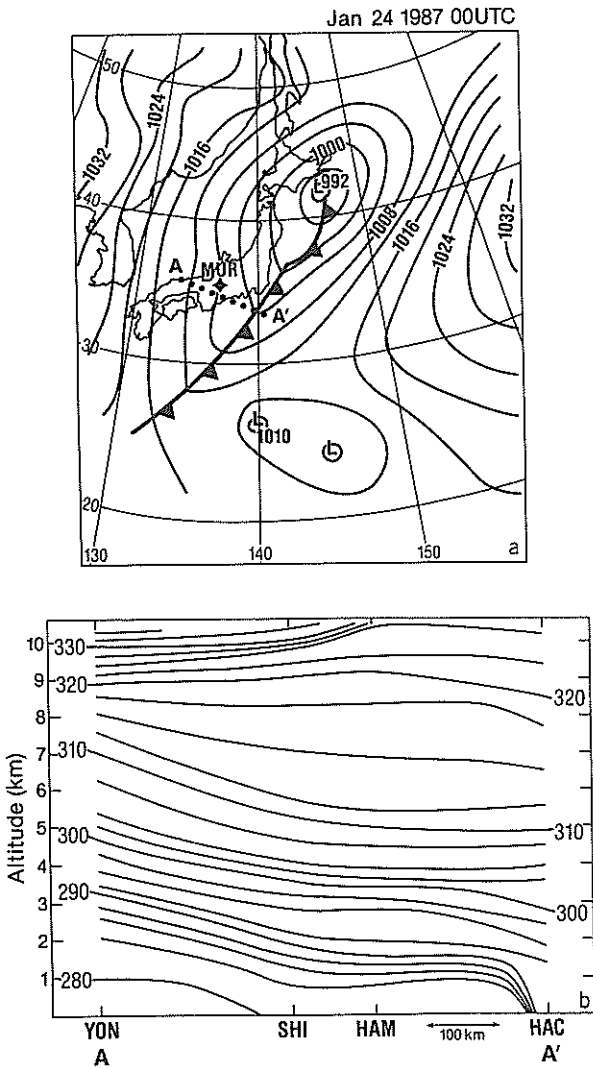 Jan 24 1987 00UTC
50
1024
1016
1032
1000
L
992
40
1008
1016
1024
1032
A
MUR
A'
30
L
1010
L
20
130
140
150
a
10
330
9
320
320
8
7
310
6
5
310
300
4
300
290
3
2
1
280
Altitude (km)
b
YON
SHI
HAM
100 km
HAC
A
A'